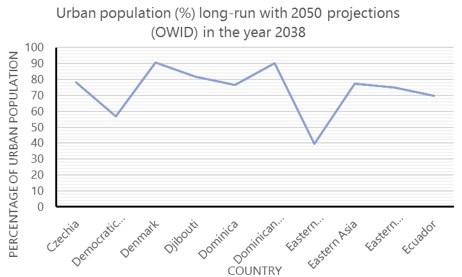 Urban population (%) long-run with 2050 projections
(OWID) in the year 2038
PERCENTAGE OF URBAN POPULATION
100
90
80
70
60
50
40
30
20
10
0
Czechia
Democratic...
Denmark
Djibouti
Dominica
Dominican...
Eastern...
Eastern Asia
Eastern...
Ecuador
COUNTRY